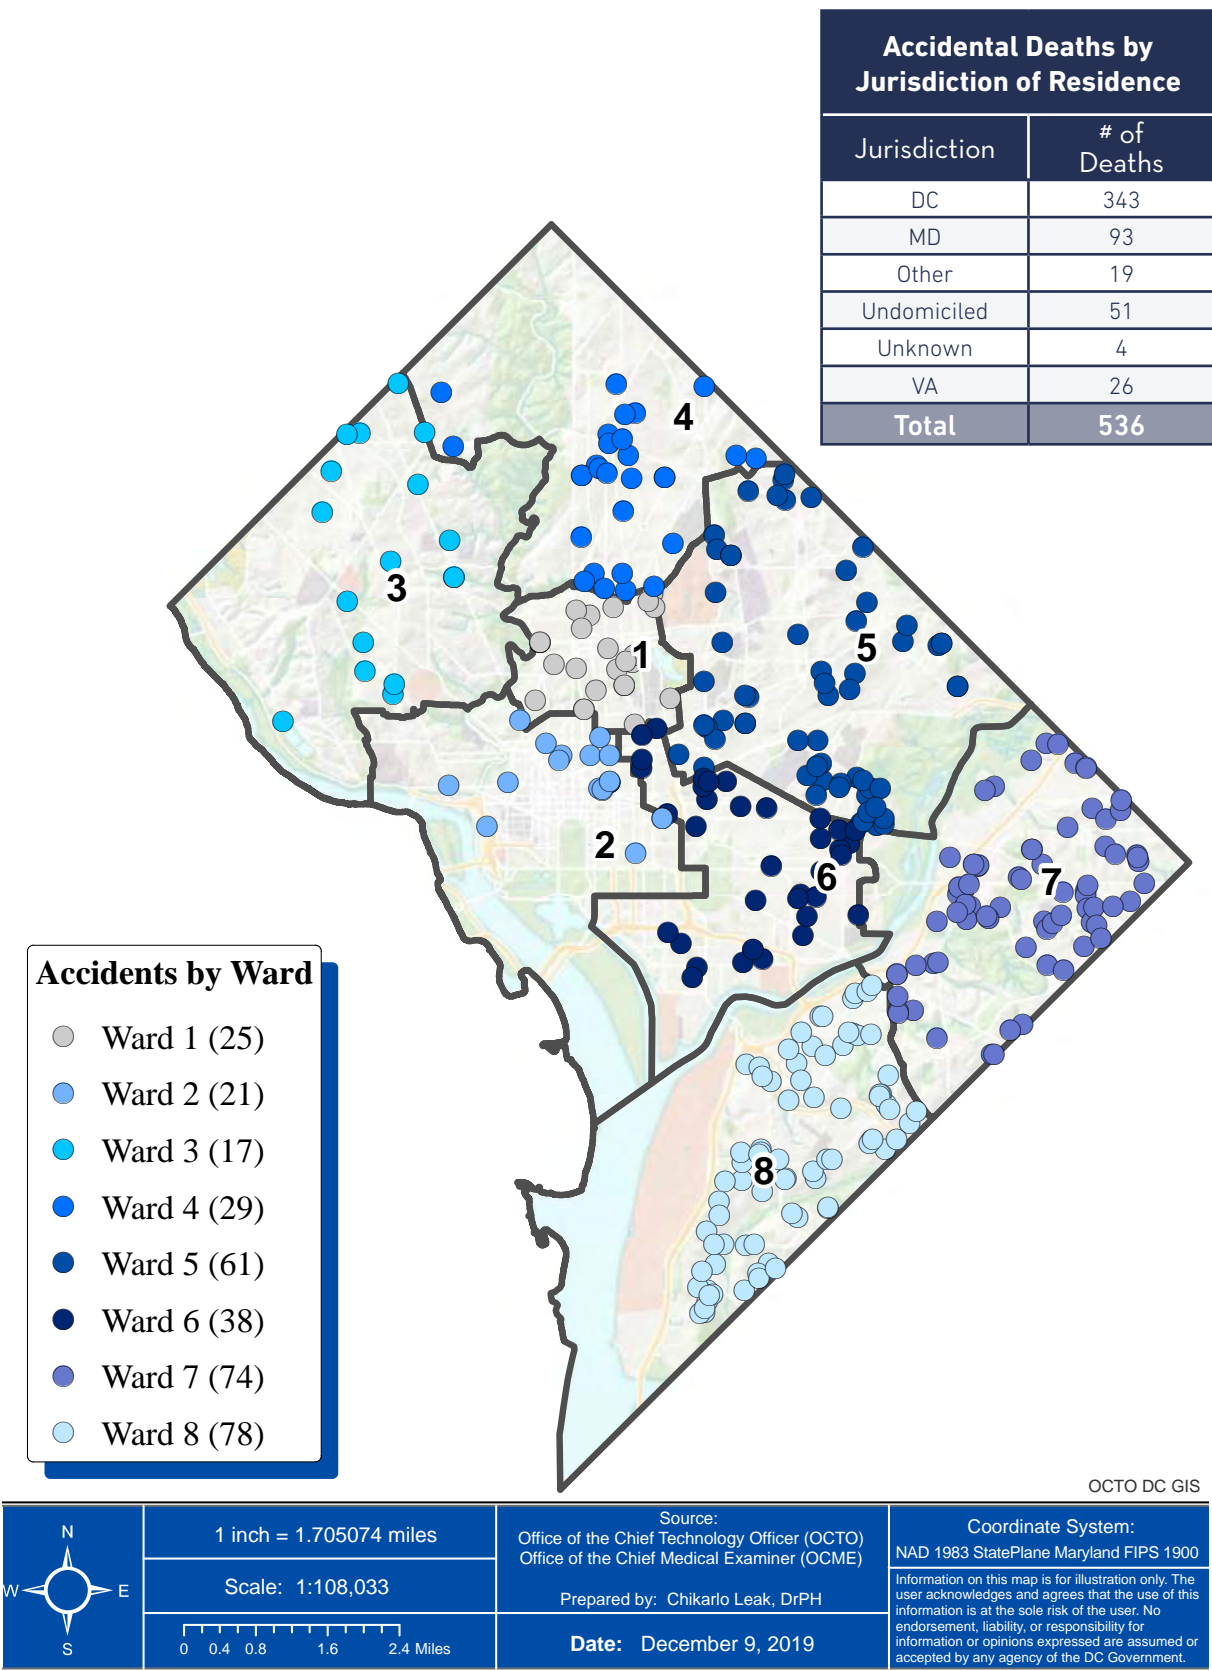 Accidental Deaths by
Jurisdiction of Residence
Jurisdiction # of Deaths
DC 343
MD 93
Other 19
Undomiciled 51
Unknown 4
VA 26
Total 536
4
3
1
5
2
6
7
8
Accidents by Ward
Ward 1 (25)
Ward 2 (21)
Ward 3 (17)
Ward 4 (29)
Ward 5 (61)
Ward 6 (38)
Ward 7 (74)
Ward 8 (78)
OCTO DC GIS
N
W E
S
1 inch = 1.705074 miles
Scale: 1:108,033
0 0.4 0.8 1.6 2.4 Miles
Source:
Office of the Chief Technology Officer (OCTO)
Office of the Chief Medical Examiner (OCME)
Prepared by: Chikarlo Leak, DrPH
Date: December 9, 2019
Coordinate System:
NAD 1983 StatePlane Maryland FIPS 1900
Information on this map is for illustration only. The
user acknowledges and agrees that the use of this
information is at the sole risk of the user. No
endorsement, liability, or responsibility for
information or opinions expressed are assumed or
accepted by any agency of the DC Government.